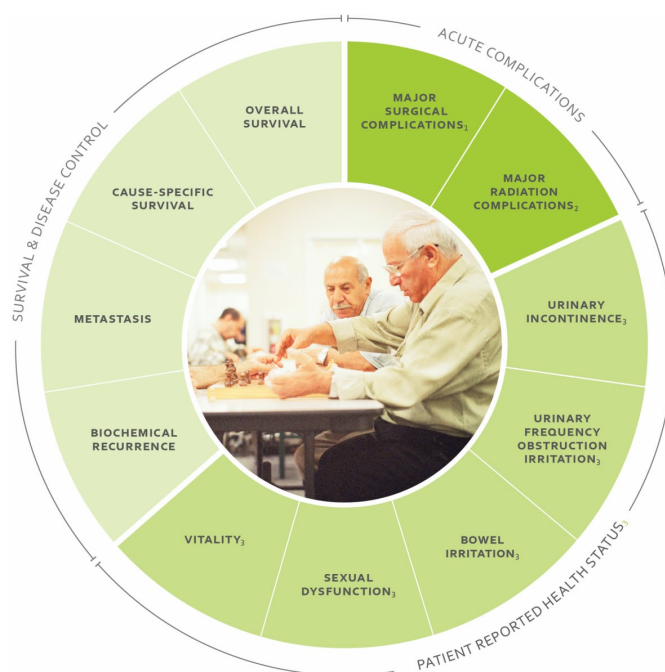 ACUTE COMPLICATIONS
MAJOR
SURGICAL
COMPLICATIONS₁
MAJOR
RADIATION
COMPLICATIONS₂
PATIENT REPORTED HEALTH STATUS₃
URINARY
INCONTINENCE₃
URINARY
FREQUENCY
OBSTRUCTION
IRRITATION₃
BOWEL
IRRITATION₃
SEXUAL
DYSFUNCTION₃
VITALITY₃
SURVIVAL & DISEASE CONTROL
BIOCHEMICAL
RECURRENCE
METASTASIS
CAUSE-SPECIFIC
SURVIVAL
OVERALL
SURVIVAL